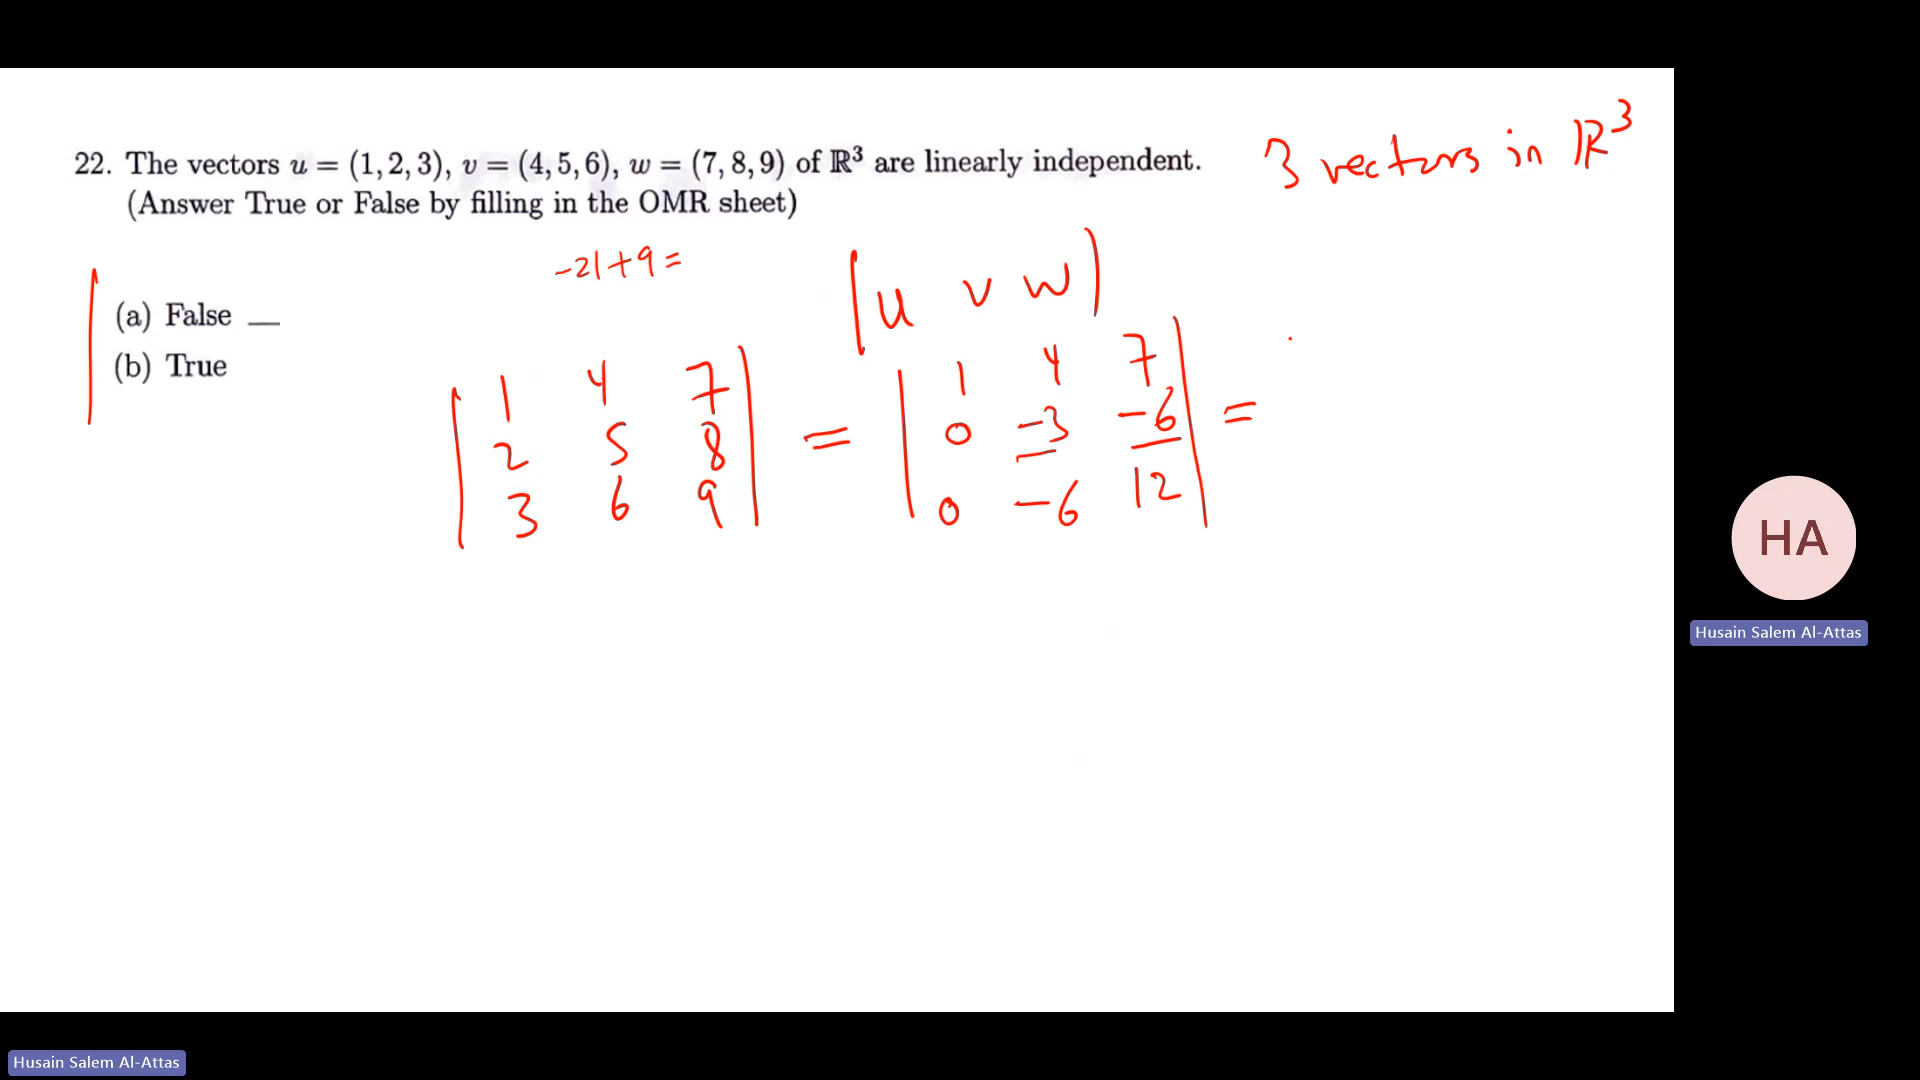 22. The vectors u = (1, 2, 3), v = (4, 5, 6), w = (7, 8, 9) of ℝ³ are linearly independent.
(Answer True or False by filling in the OMR sheet)
3 vectors in ℝ³
-21+9=
(a) False
(b) True
| u v w |
| 1 4 7 | = | 1 4 7 | =
| 2 5 8 | | 0 -3 -6 |
| 3 6 9 | | 0 -6 12 |
HA
Husain Salem Al-Attas
Husain Salem Al-Attas